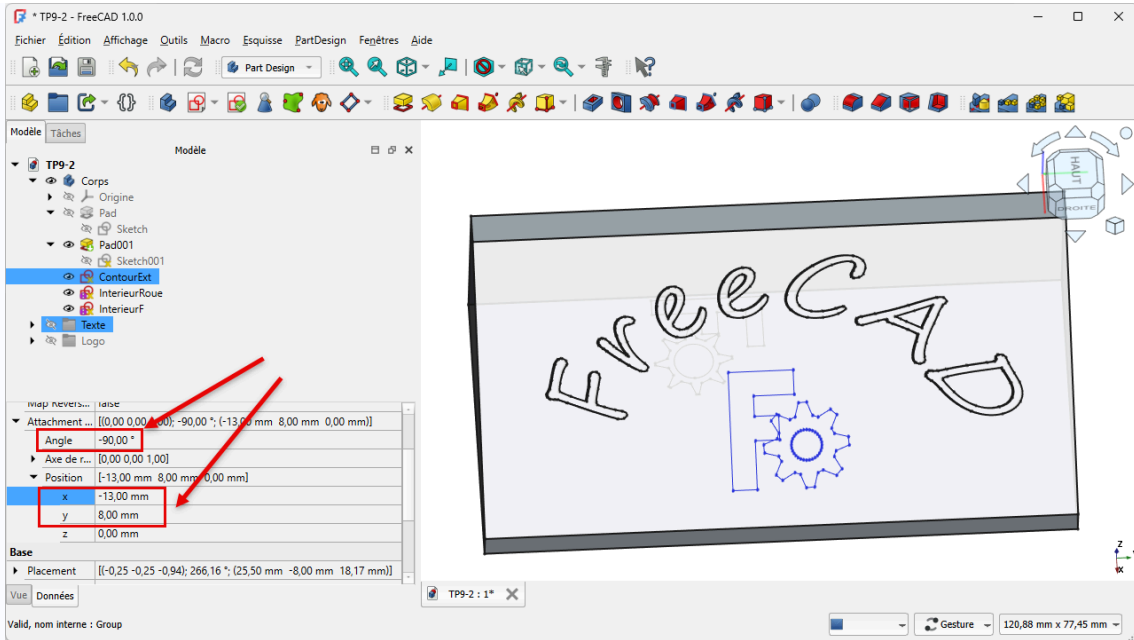 * TP9-2 - FreeCAD 1.0.0
Fichier Édition Affichage Outils Macro Esquisse PartDesign Fenêtres Aide
Part Design
Modèle Tâches
Modèle
TP9-2
Corps
Origine
Pad
Sketch
Pad001
Sketch001
ContourExt
InterieurRoue
InterieurF
Texte
Logo
Map Revers... false
Attachment ... [(0,00 0,00 1,00); -90,00 °; (-13,00 mm 8,00 mm 0,00 mm)]
Angle -90,00 °
Axe de r... [0,00 0,00 1,00]
Position [-13,00 mm 8,00 mm 0,00 mm]
x -13,00 mm
y 8,00 mm
z 0,00 mm
Base
Placement [(-0,25 -0,25 -0,94); 266,16 °; (25,50 mm -8,00 mm 18,17 mm)]
Vue Données
HAUT
DROITE
FreeCAD
Z
X
TP9-2 : 1*
Valid, nom interne : Group
Gesture 120,88 mm x 77,45 mm